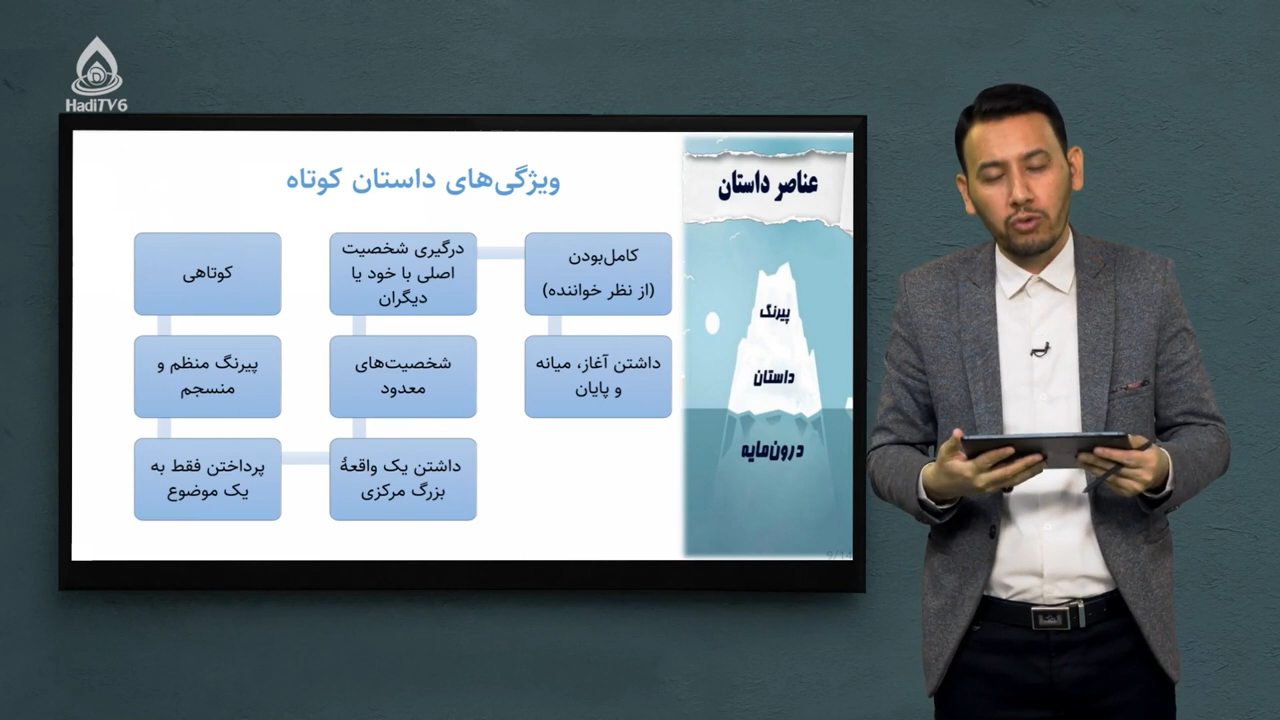 HadiTV6
ویژگی‌های داستان کوتاه
کوتاهی
پیرنگ منظم و
منسجم
پرداختن فقط به
یک موضوع
داشتن یک واقعهٔ
بزرگ مرکزی
شخصیت‌های
معدود
درگیری شخصیت
اصلی با خود یا
دیگران
کامل‌بودن
(از نظر خواننده)
داشتن آغاز، میانه
و پایان
عناصر داستان
پیرنگ
داستان
درون‌مایه
9/14